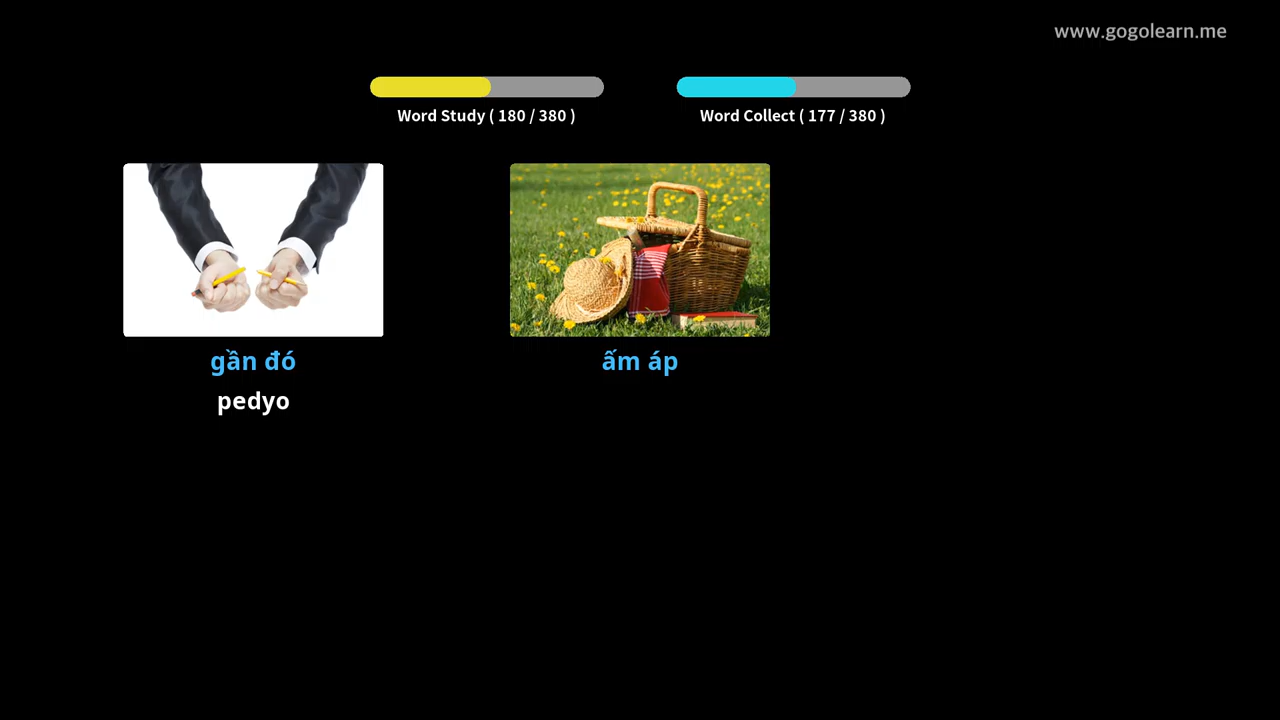 www.gogolearn.me
Word Study ( 180 / 380 )
Word Collect ( 177 / 380 )
gần đó
ấm áp
pedyo